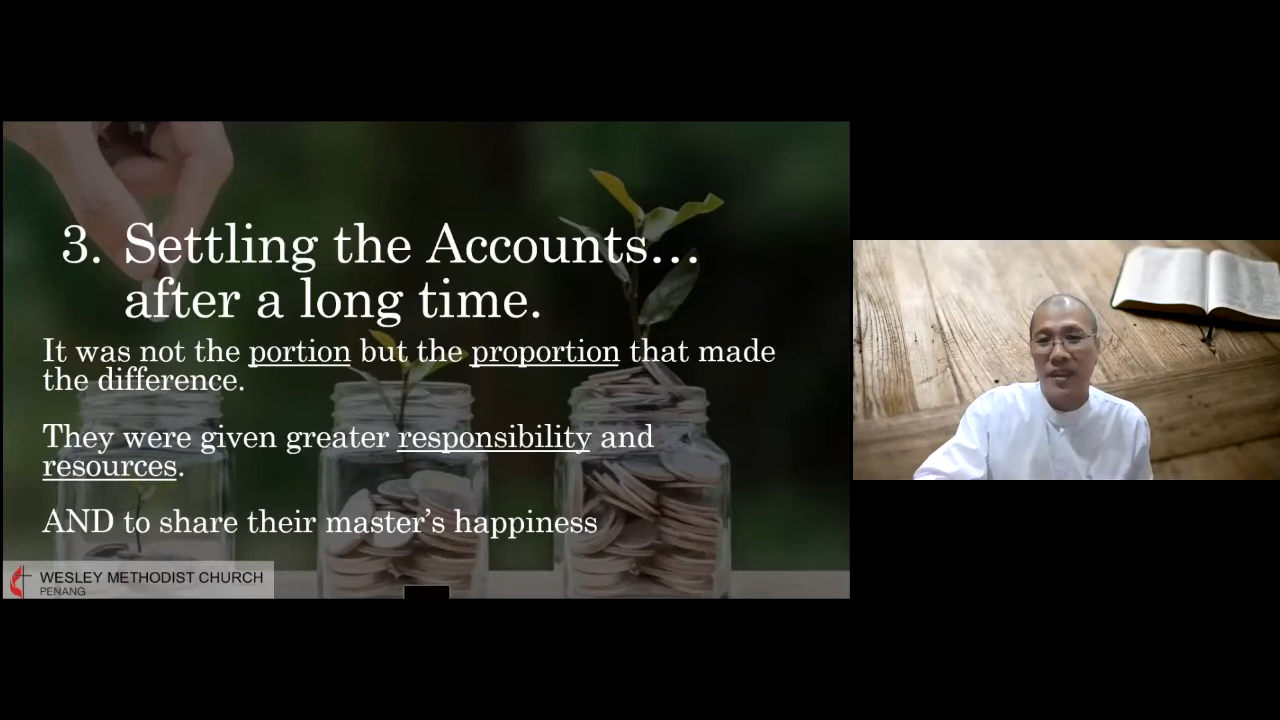 3. Settling the Accounts…
after a long time.
It was not the portion but the proportion that made
the difference.
They were given greater responsibility and
resources.
AND to share their master’s happiness
WESLEY METHODIST CHURCH
PENANG